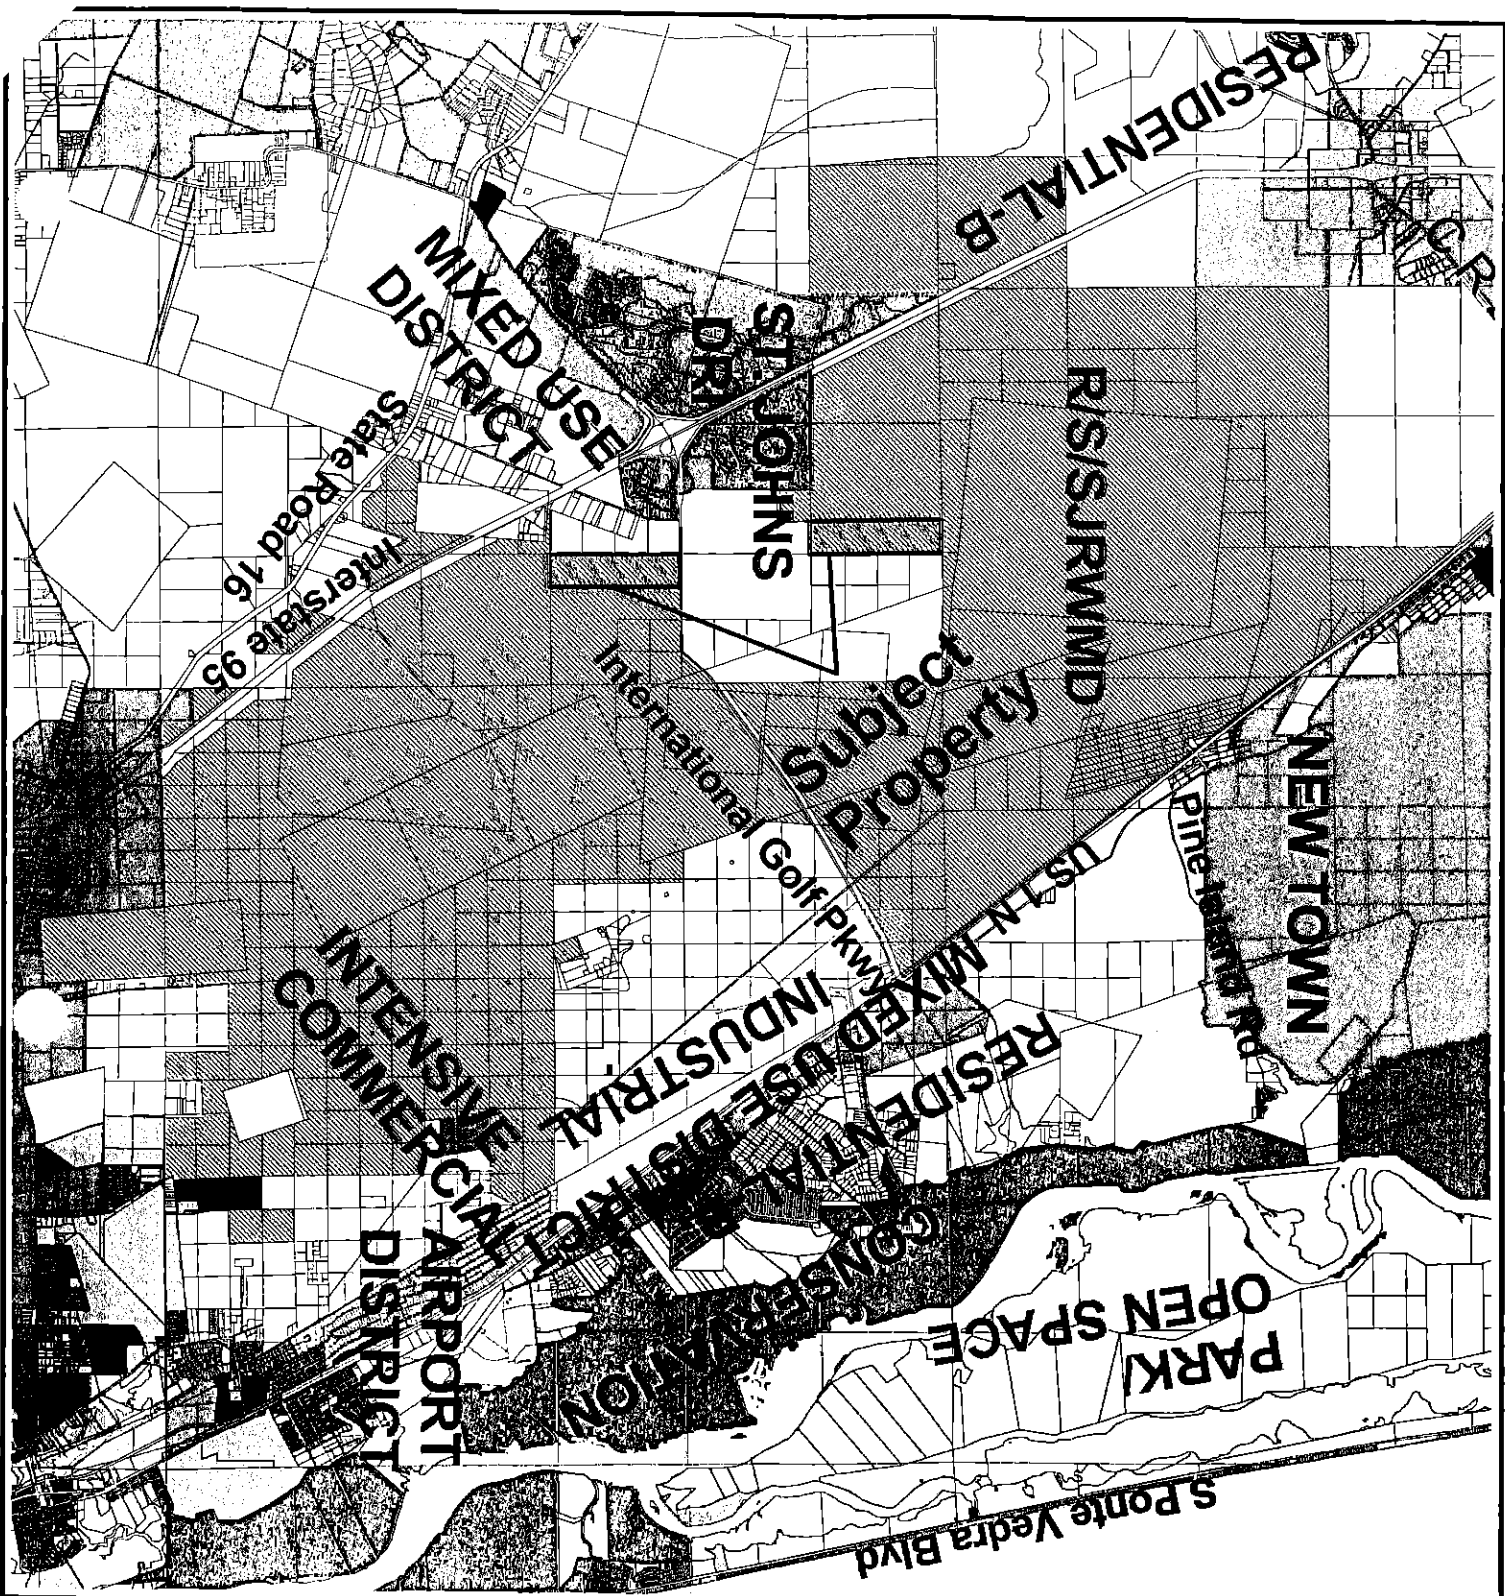 RESIDENTIAL-B
C R
MIXED USE
DISTRICT
ST. JOHNS
DRI
State Road 16
Interstate 95
R/S/SJRWMD
International Golf Pkwy
Subject
Property
NEW TOWN
Pine Island Rd
US 1 N
MIXED USE DISTRICT
INDUSTRIAL
INTENSIVE
COMMERCIAL
RESIDENTIAL-B
AIRPORT
DISTRICT
CONSERVATION
PARK/
OPEN SPACE
S Ponte Vedra Blvd